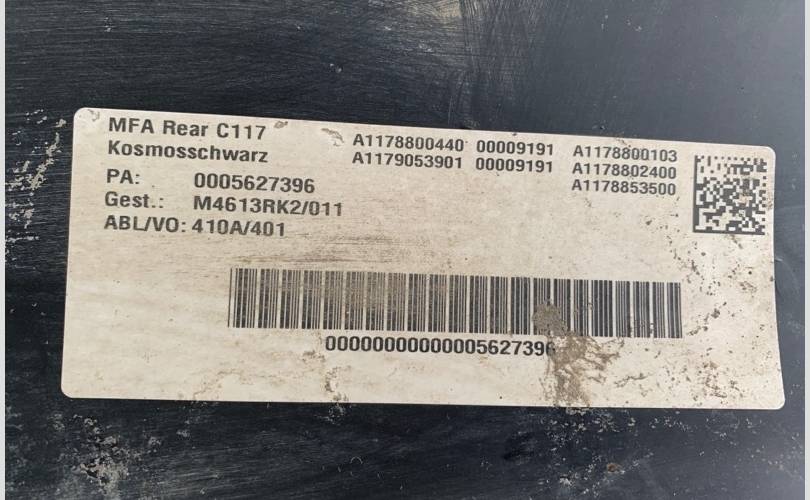 MFA Rear C117
Kosmosschwarz
A1178800440 00009191 A1178800103
A1179053901 00009191 A1178802400
A1178853500
PA: 0005627396
Gest.: M4613RK2/011
ABL/VO: 410A/401
00000000000005627396